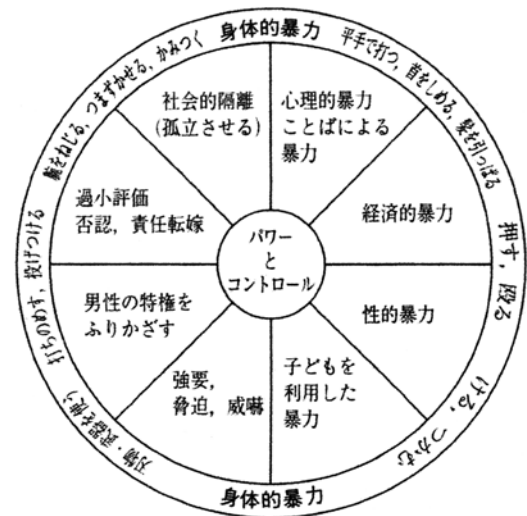 身体的暴力
平手で打つ, 首をしめる, 髪を引っぱる
押す, 殴る
ける, つかむ
身体的暴力
刃物・武器を使う
打ちのめす, 投げつける
腕をねじる, つまずかせる, かみつく
心理的暴力
ことばによる
暴力
経済的暴力
性的暴力
子どもを
利用した
暴力
強要,
脅迫, 威嚇
男性の特権を
ふりかざす
過小評価
否認, 責任転嫁
社会的隔離
(孤立させる)
パワー
と
コントロール